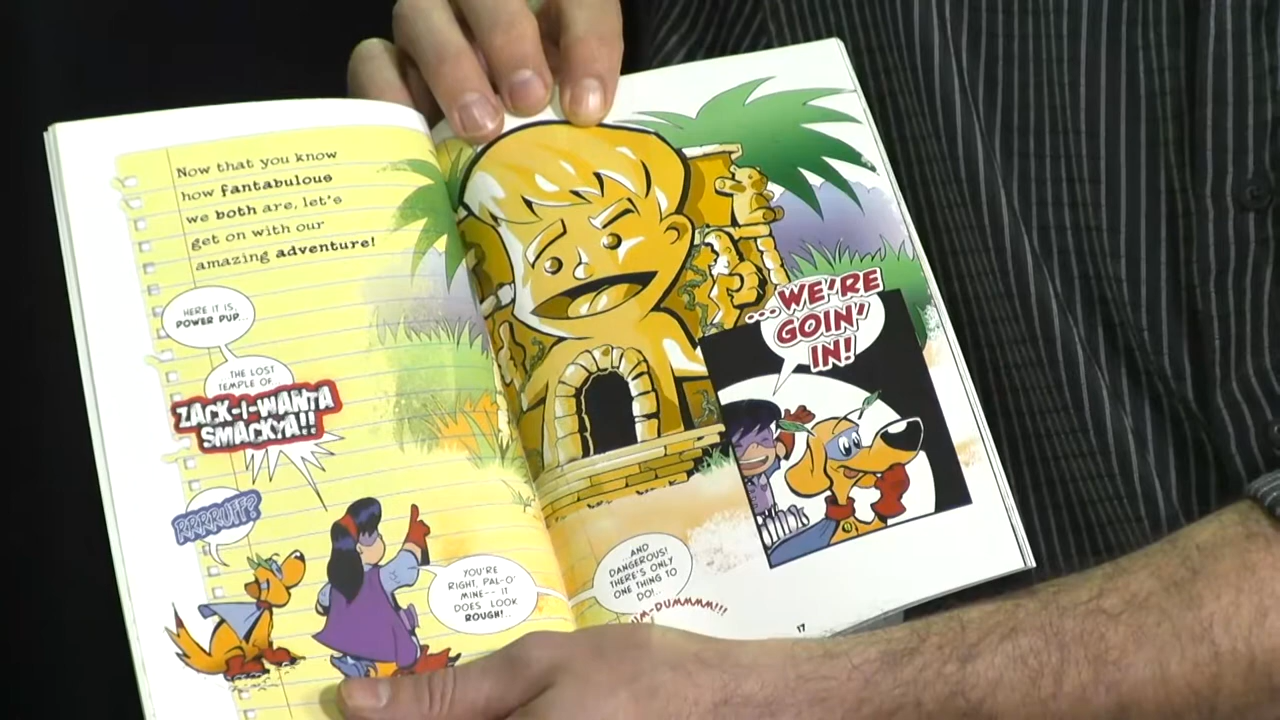 Now that you know
how fantabulous
we both are, let's
get on with our
amazing adventure!
HERE IT IS,
POWER PUP...
THE LOST
TEMPLE OF
ZACK-I-WANTA
SMACKYA!!
RRRRUFF?
YOU'RE
RIGHT, PAL-O'
MINE-- IT
DOES LOOK
ROUGH!..
...AND
DANGEROUS!
THERE'S ONLY
ONE THING TO
DO!..
M-DUMMMM!!!
...WE'RE
GOIN'
IN!
17